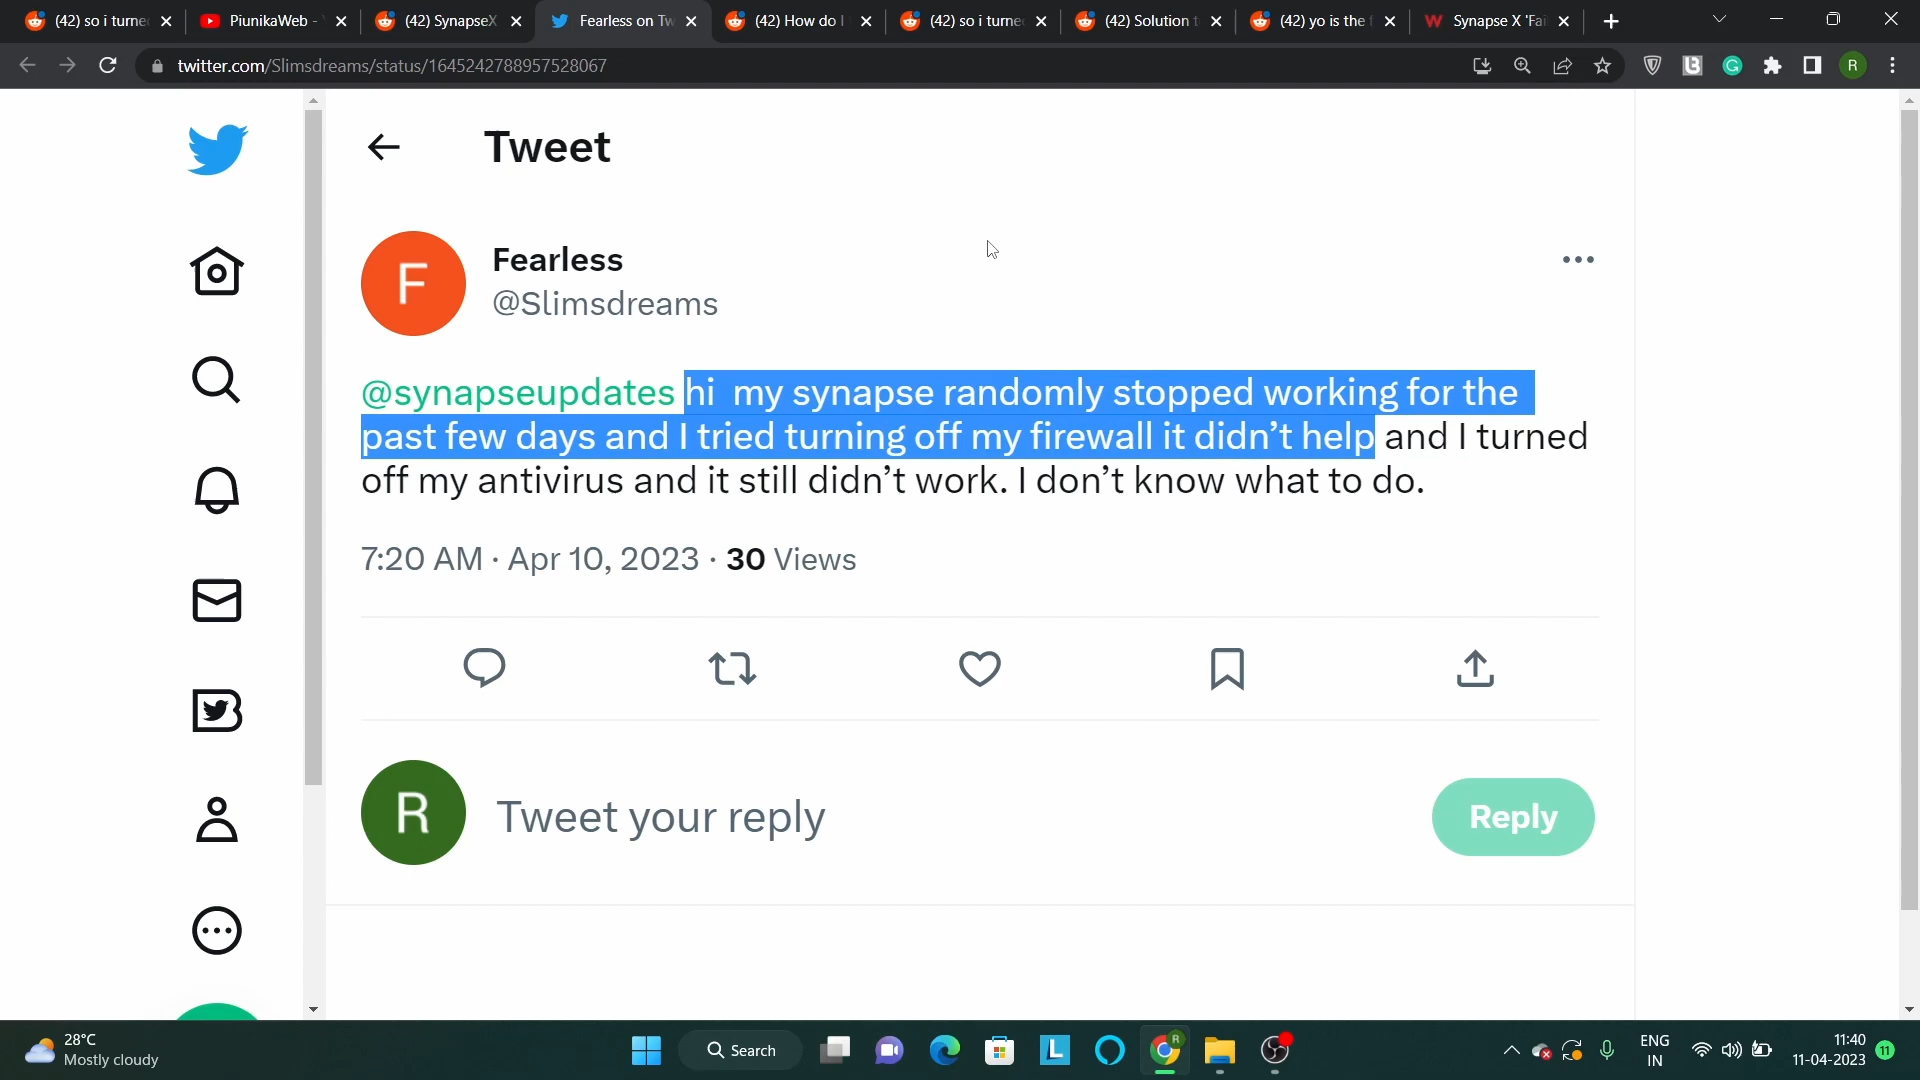 (42) so i turne
PiunikaWeb -
(42) SynapseX
Fearless on Tw
(42) How do I
(42) so i turne
(42) Solution t
(42) yo is the f
W Synapse X 'Fai
twitter.com/Slimsdreams/status/1645242788957528067
R
Tweet
F
Fearless
@Slimsdreams
@synapseupdates hi my synapse randomly stopped working for the
past few days and I tried turning off my firewall it didn’t help and I turned
off my antivirus and it still didn’t work. I don’t know what to do.
7:20 AM · Apr 10, 2023 · 30 Views
R
Tweet your reply
Reply
28°C
Mostly cloudy
Search
L
R
ENG
IN
11:40
11-04-2023
11